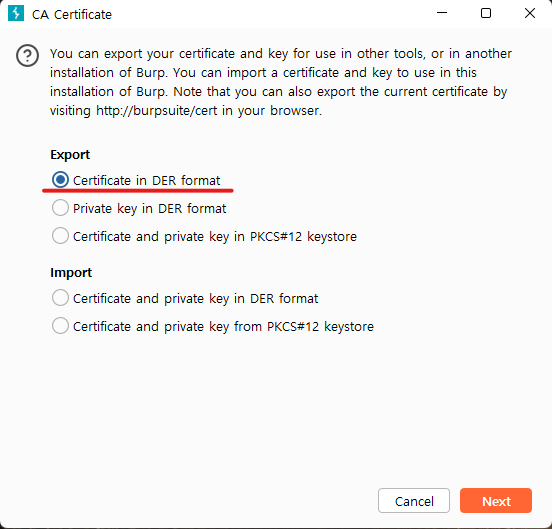 CA Certificate
You can export your certificate and key for use in other tools, or in another
installation of Burp. You can import a certificate and key to use in this
installation of Burp. Note that you can also export the current certificate by
visiting http://burpsuite/cert in your browser.
Export
Certificate in DER format
Private key in DER format
Certificate and private key in PKCS#12 keystore
Import
Certificate and private key in DER format
Certificate and private key from PKCS#12 keystore
Cancel
Next